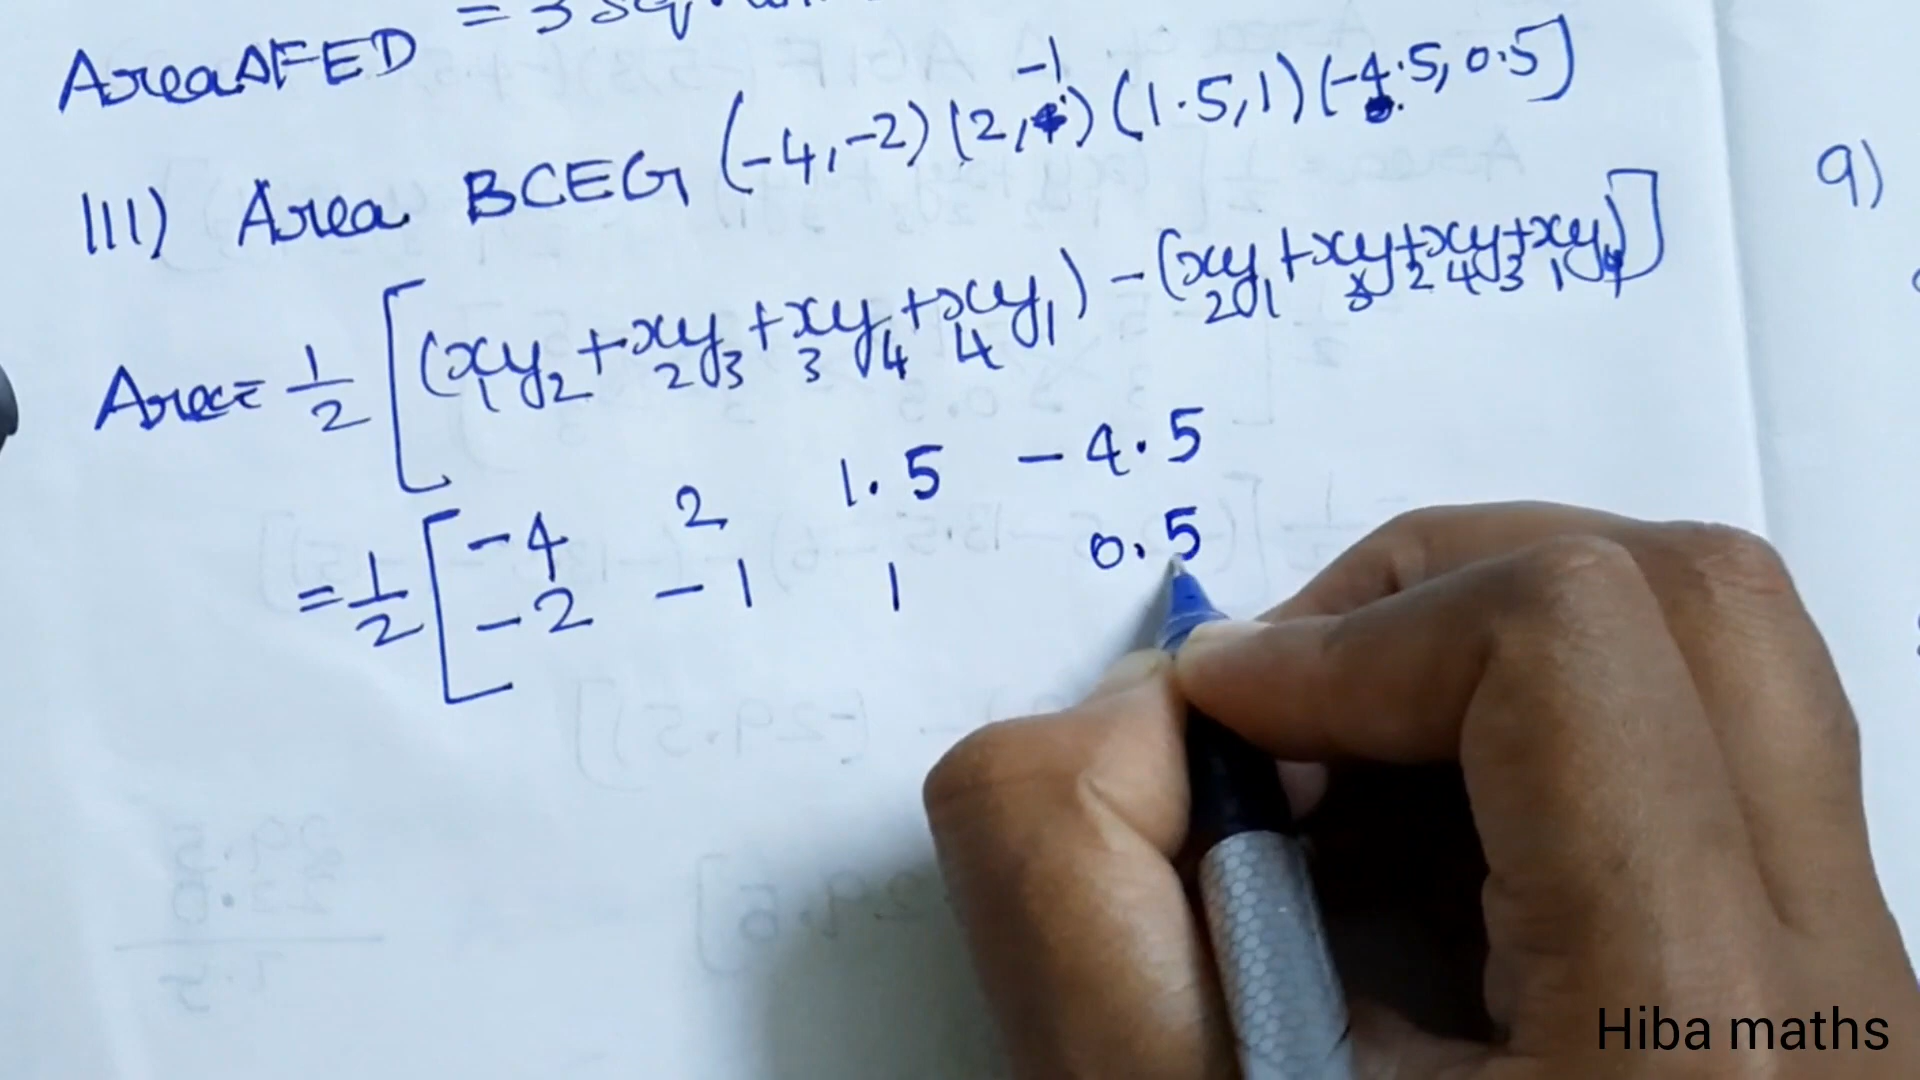 Area∆FED = 3 sq.
III) Area BCEG (-4,-2) (2,-1) (1.5,1) (-4.5,0.5]
Area= 1/2 [(x₁y₂+x₂y₃+x₃y₄+x₄y₁) - (x₂y₁+x₃y₂+x₄y₃+x₁y₄)]
= 1/2 [ -4 2 1.5 -4.5
-2 -1 1 0.5
9)
Hiba maths